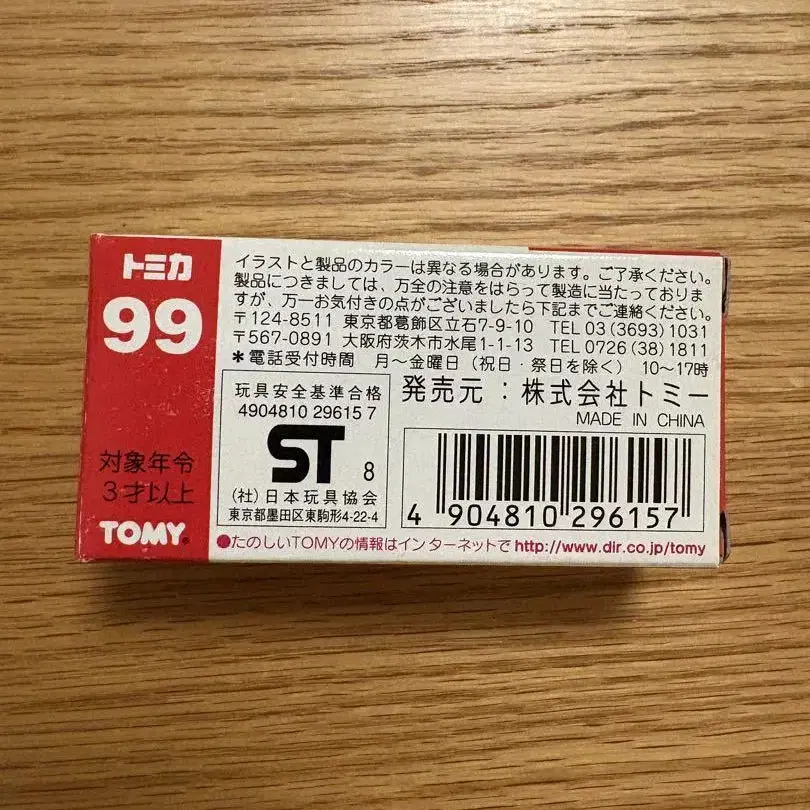 トミカ
99
対象年令
3才以上
TOMY.
イラストと製品のカラーは異なる場合があります。ご了承ください。
製品につきましては、万全の注意をはらって製造に当たっておりま
すが、万一お気付きの点がございましたら下記までご連絡ください。
〒124-8511 東京都葛飾区立石7-9-10 TEL 03(3693)1031
〒567-0891 大阪府茨木市水尾1-1-13 TEL 0726(38)1811
*電話受付時間 月〜金曜日(祝日・祭日を除く) 10〜17時
玩具安全基準合格
4904810 29615 7
ST 8
(社)日本玩具協会
東京都墨田区東駒形4-22-4
発売元:株式会社トミー
MADE IN CHINA
4 904810 296157
●たのしいTOMYの情報はインターネットで http://www.dir.co.jp/tomy